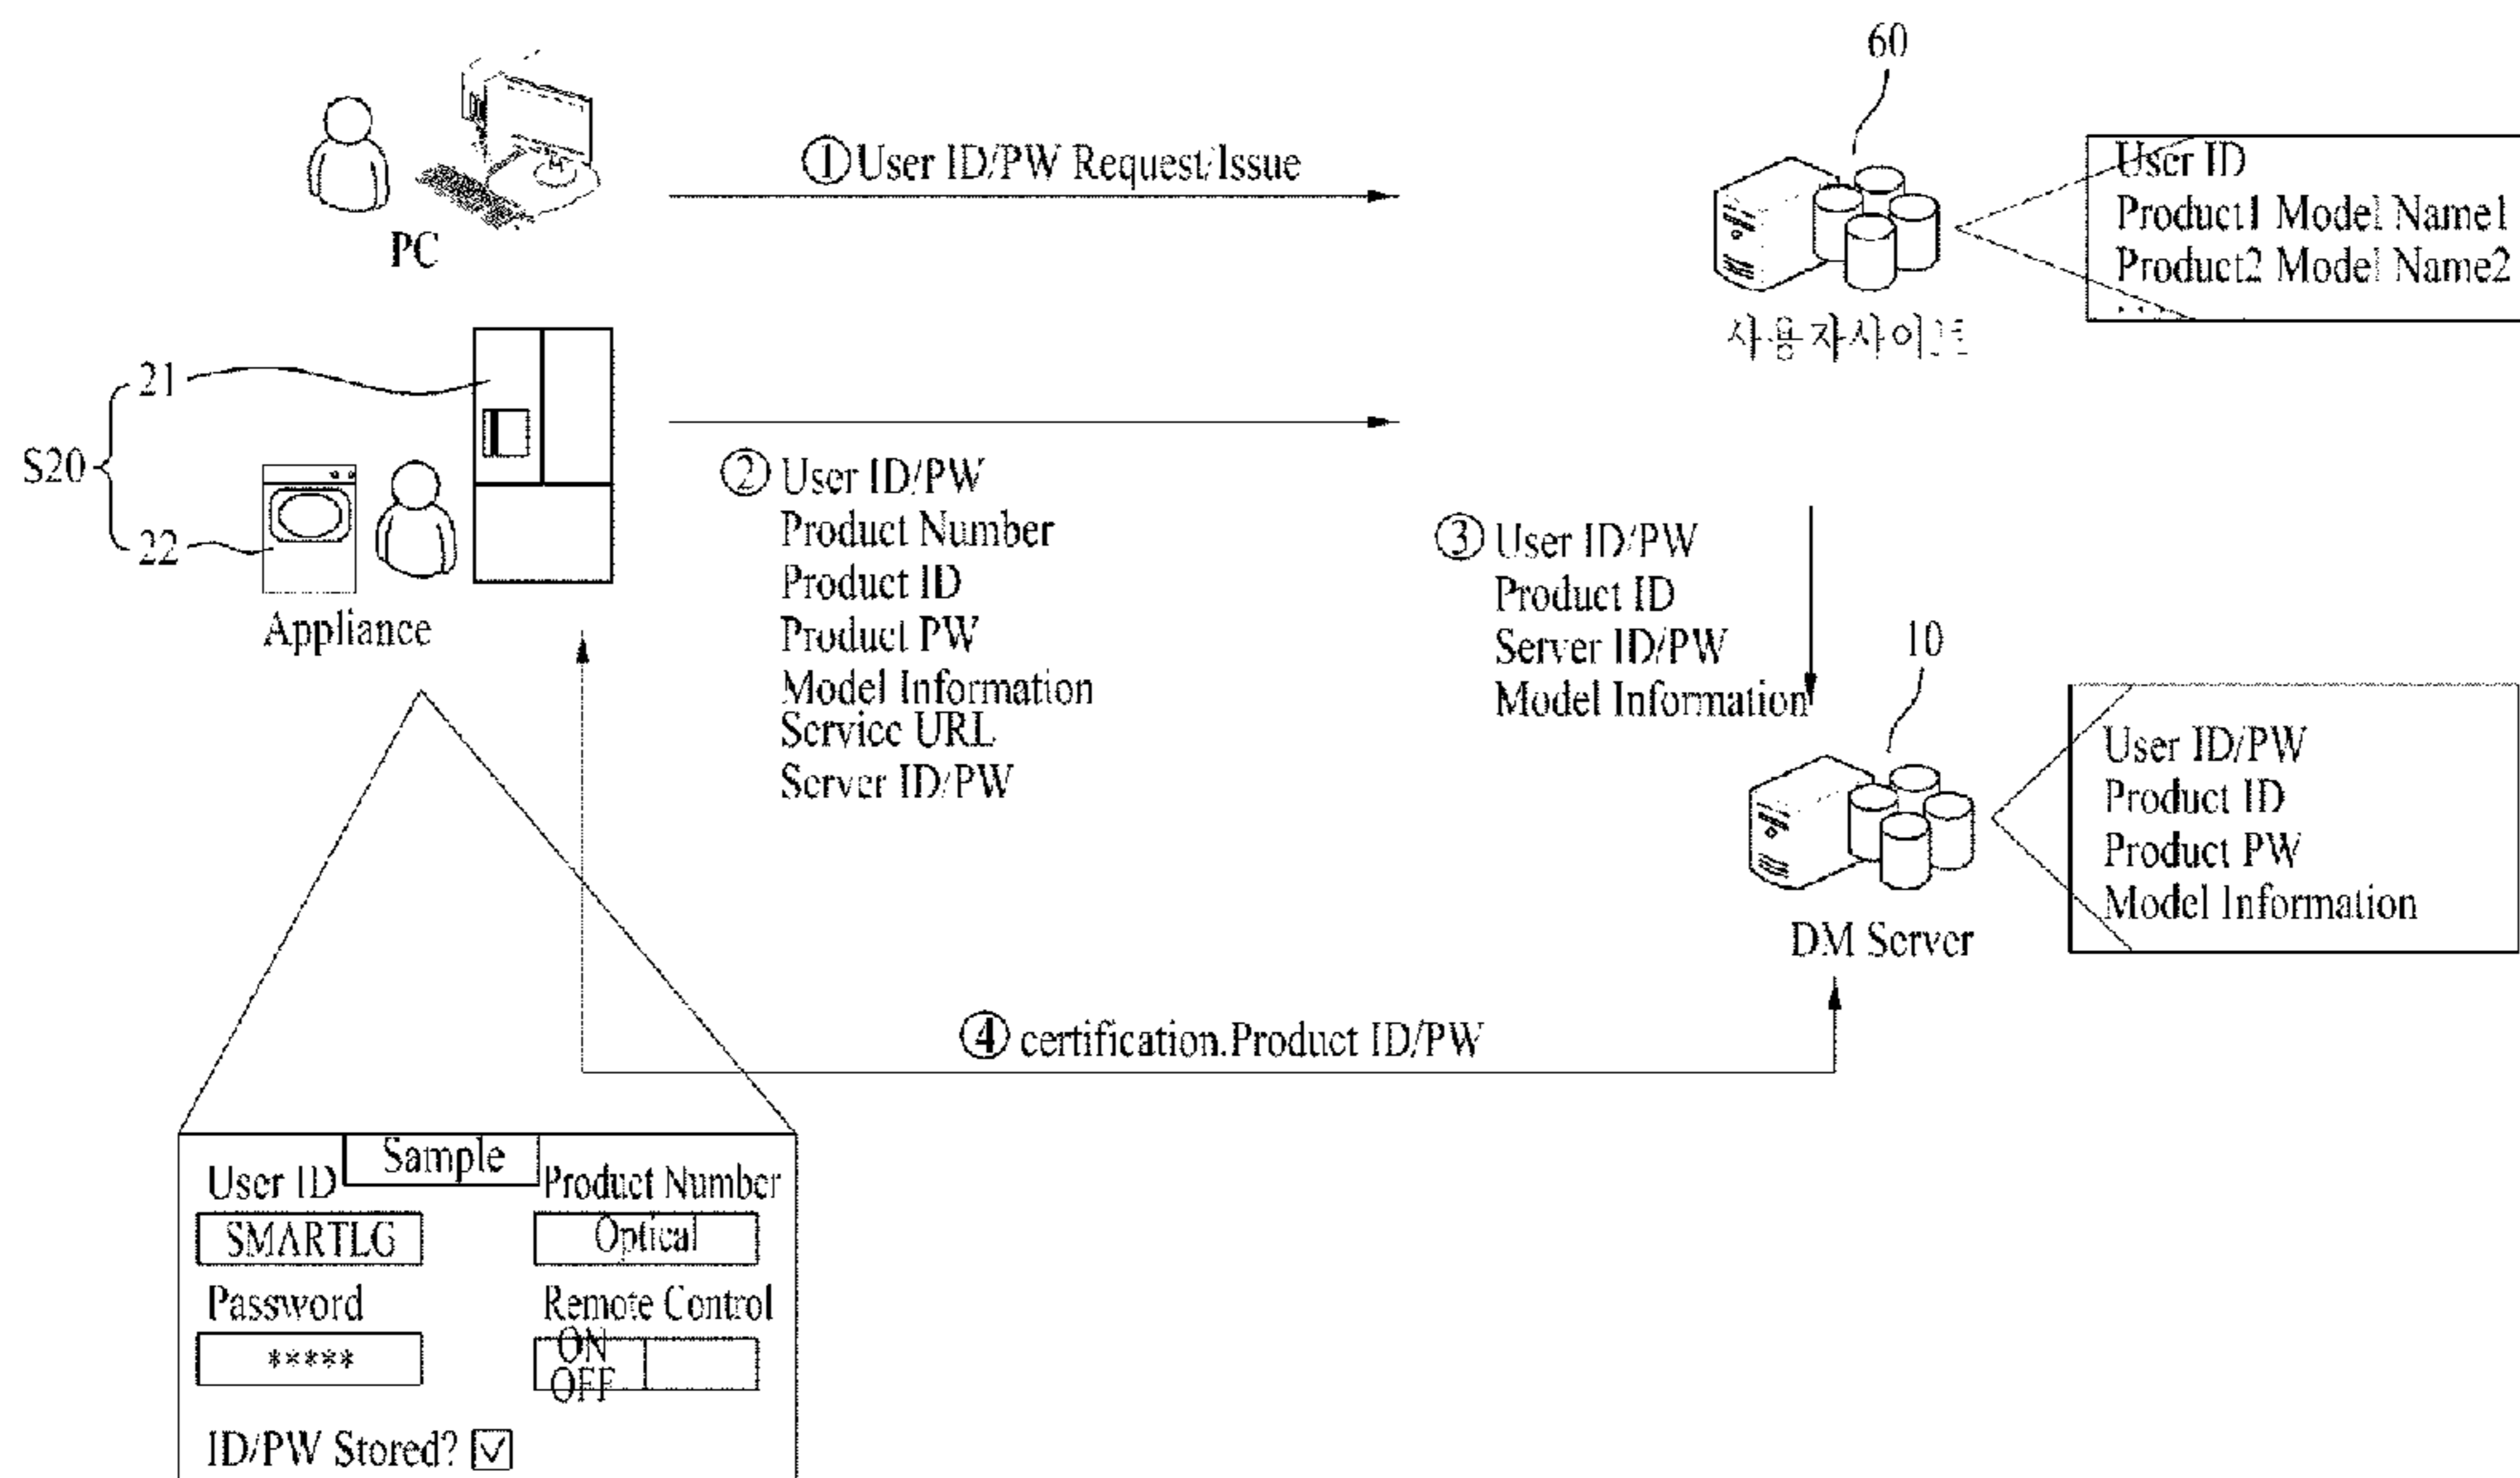 60
① User ID/PW Request/Issue
PC
User ID
Product1 Model Name1
Product2 Model Name2
. . .
사용자사이트
21
S20
22
Appliance
② User ID/PW
Product Number
Product ID
Product PW
Model Information
Service URL
Server ID/PW
③ User ID/PW
Product ID
Server ID/PW
Model Information
10
DM Server
User ID/PW
Product ID
Product PW
Model Information
④ certification.Product ID/PW
Sample
User ID
Product Number
SMARTLG
Optical
Password
Remote Control
*****
ON
OFF
ID/PW Stored?